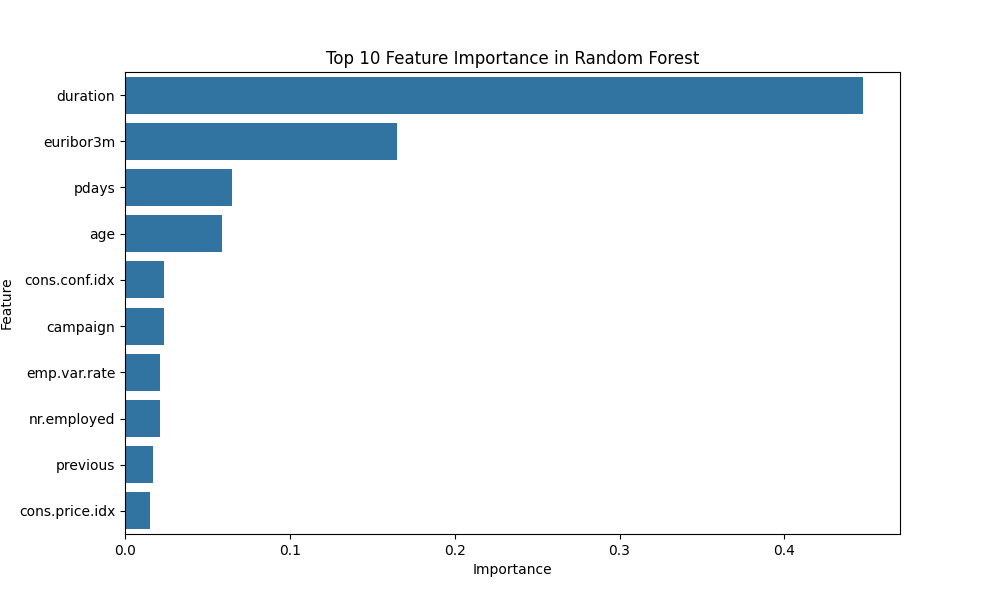 Top 10 Feature Importance in Random Forest
duration
euribor3m
pdays
age
cons.conf.idx
campaign
emp.var.rate
nr.employed
previous
cons.price.idx
Feature
0.0 0.1 0.2 0.3 0.4
Importance